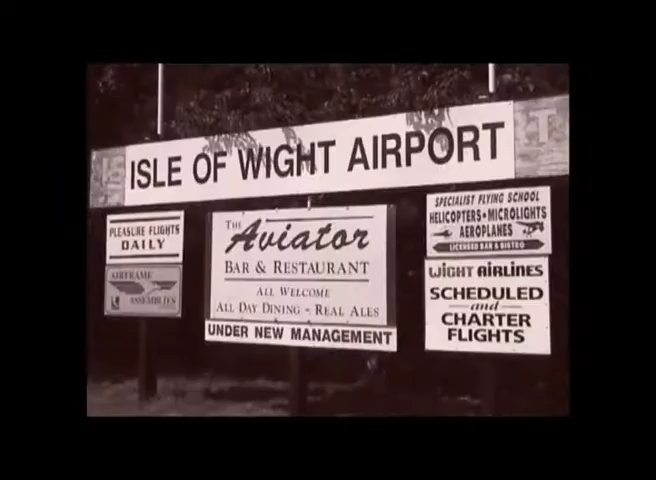 ISLE OF WIGHT AIRPORT
PLEASURE FLIGHTS
DAILY
AIRFRAME
ASSEMBLIES
THE
Aviator
BAR & RESTAURANT
ALL WELCOME
ALL DAY DINING - REAL ALES
UNDER NEW MANAGEMENT
SPECIALIST FLYING SCHOOL
HELICOPTERS • MICROLIGHTS
AEROPLANES
LICENSED BAR & BISTRO
WIGHT AIRLINES
SCHEDULED
and
CHARTER
FLIGHTS